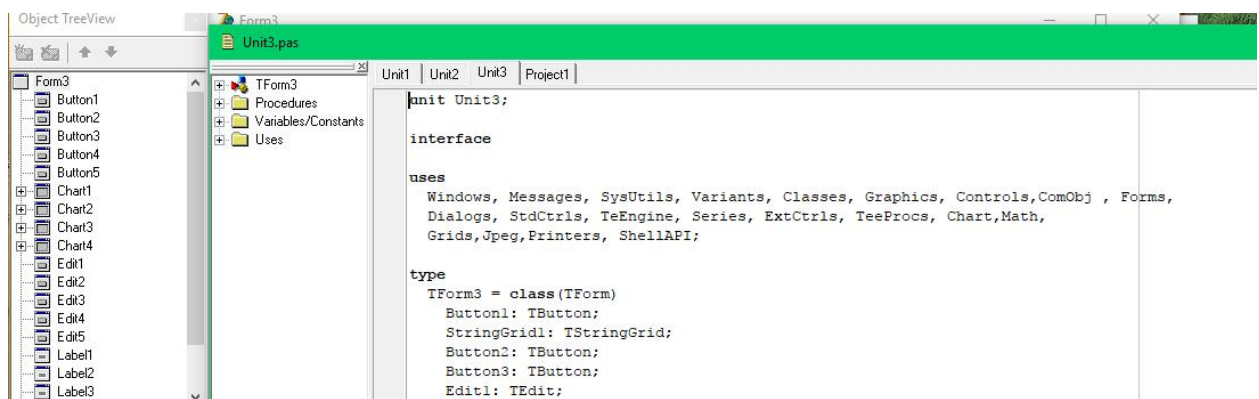 Object TreeView
Form3
Unit3.pas
Form3
Button1
Button2
Button3
Button4
Button5
Chart1
Chart2
Chart3
Chart4
Edit1
Edit2
Edit3
Edit4
Edit5
Label1
Label2
Label3
TForm3
Procedures
Variables/Constants
Uses
Unit1 Unit2 Unit3 Project1
unit Unit3;
interface
uses
Windows, Messages, SysUtils, Variants, Classes, Graphics, Controls,ComObj , Forms,
Dialogs, StdCtrls, TeEngine, Series, ExtCtrls, TeeProcs, Chart,Math,
Grids,Jpeg,Printers, ShellAPI;
type
TForm3 = class(TForm)
Button1: TButton;
StringGrid1: TStringGrid;
Button2: TButton;
Button3: TButton;
Edit1: TEdit;